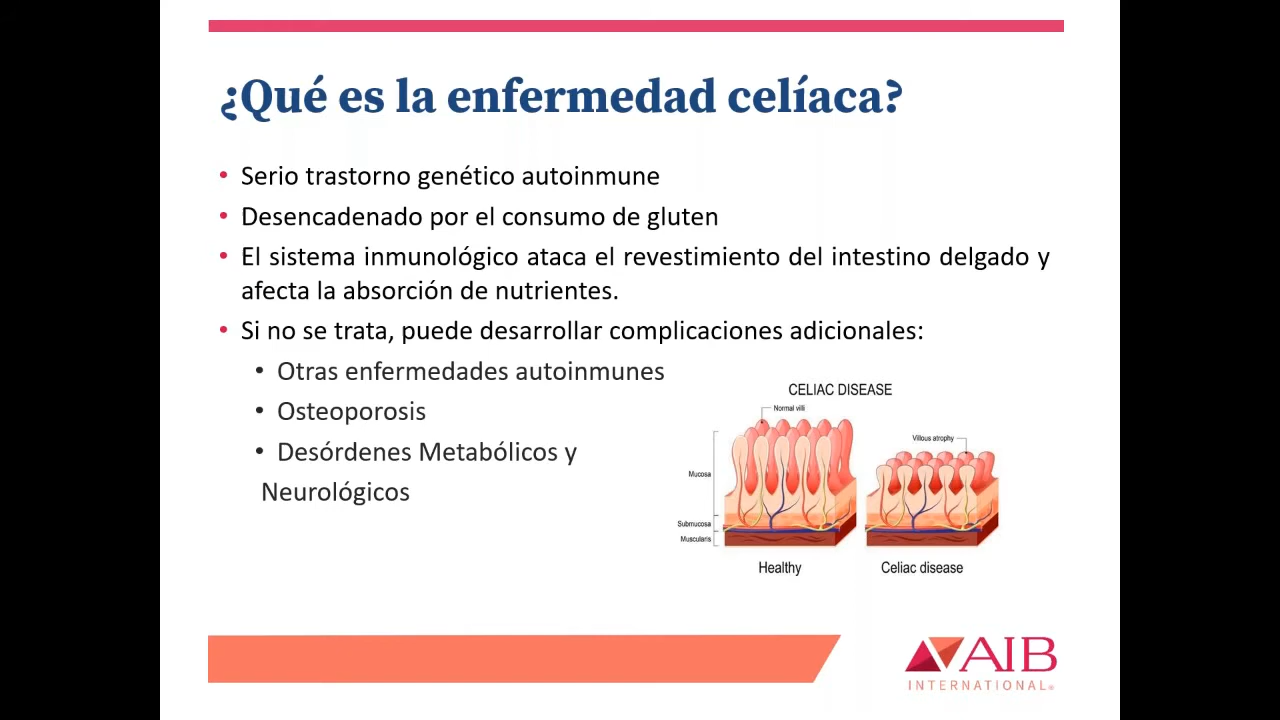 ¿Qué es la enfermedad celíaca?
• Serio trastorno genético autoinmune
• Desencadenado por el consumo de gluten
• El sistema inmunológico ataca el revestimiento del intestino delgado y
afecta la absorción de nutrientes.
• Si no se trata, puede desarrollar complicaciones adicionales:
• Otras enfermedades autoinmunes
• Osteoporosis
• Desórdenes Metabólicos y
Neurológicos
CELIAC DISEASE
Normal villi
Villous atrophy
Mucosa
Submucosa
Muscularis
Healthy
Celiac disease
AIB
INTERNATIONAL®